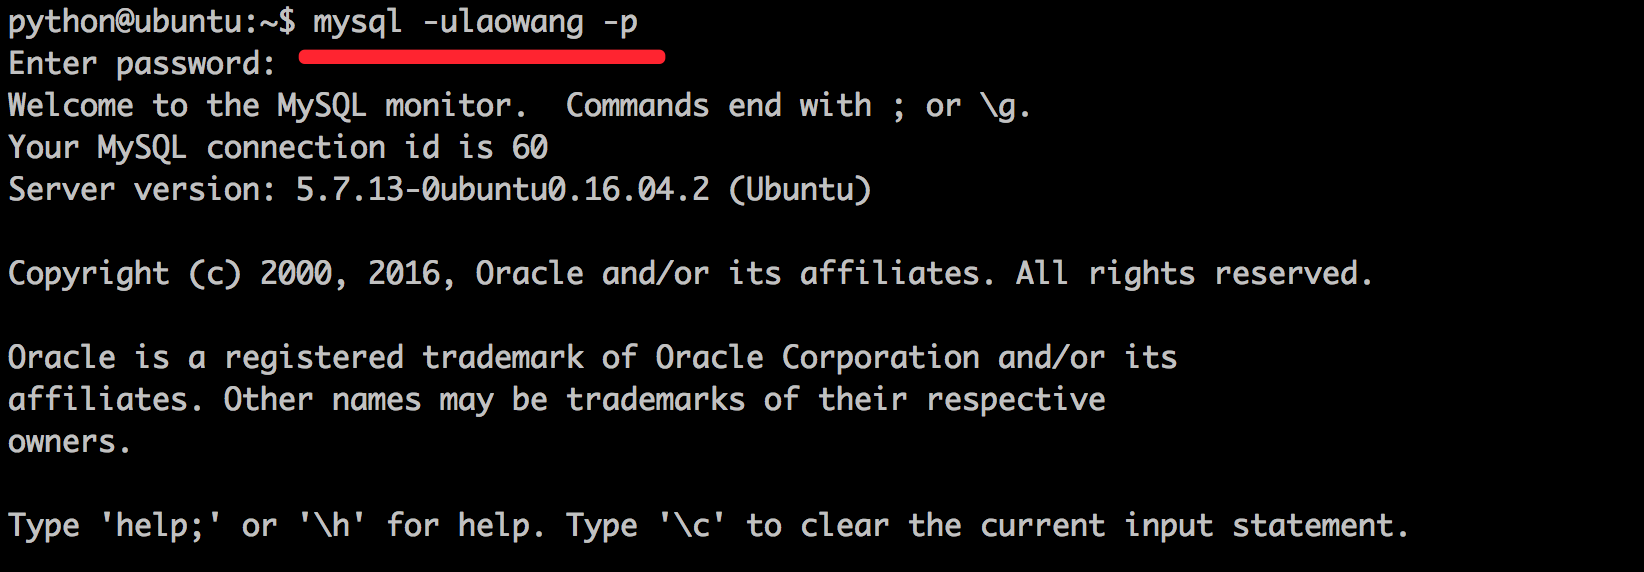 python@ubuntu:~$ mysql -ulaowang -p
Enter password:
Welcome to the MySQL monitor.  Commands end with ; or \g.
Your MySQL connection id is 60
Server version: 5.7.13-0ubuntu0.16.04.2 (Ubuntu)
Copyright (c) 2000, 2016, Oracle and/or its affiliates. All rights reserved.
Oracle is a registered trademark of Oracle Corporation and/or its
affiliates. Other names may be trademarks of their respective
owners.
Type 'help;' or '\h' for help. Type '\c' to clear the current input statement.